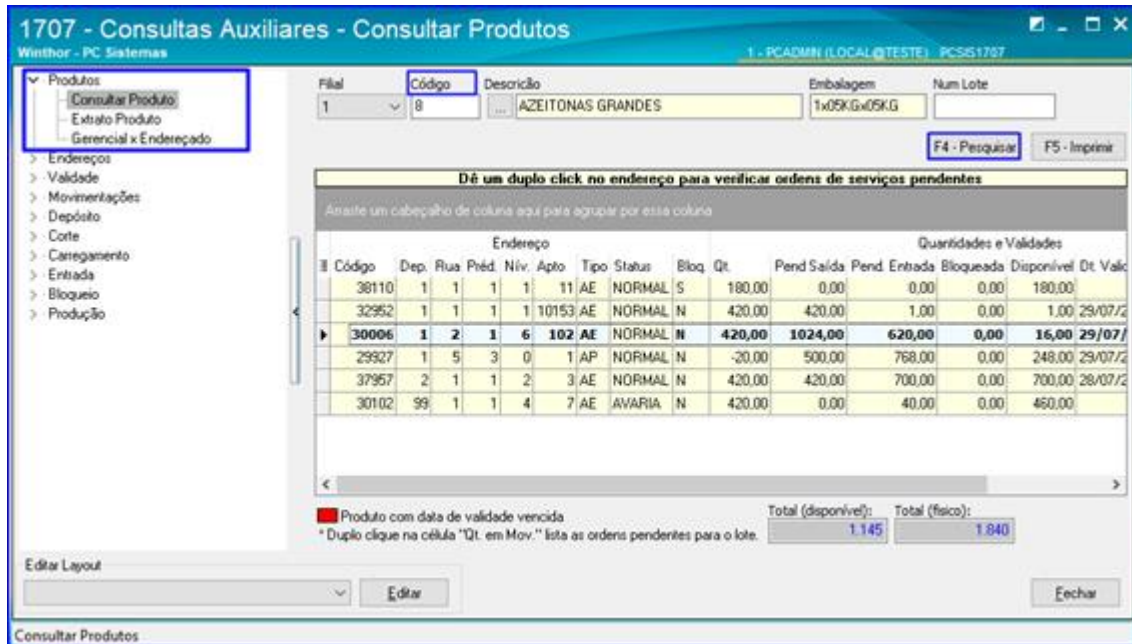 1707 - Consultas Auxiliares - Consultar Produtos
Winthor - PC Sistemas
1 - PCADMIN (LOCAL@TESTE) PCSIS1707
Produtos
Consultar Produto
Extrato Produto
Gerencial x Endereçado
Endereços
Validade
Movimentações
Depósito
Corte
Carregamento
Entrada
Bloqueio
Produção
Filial Código Descricão Embalagem Num Lote
1 8 ... AZEITONAS GRANDES 1x05KGx05KG
F4 - Pesquisar F5 - Imprimir
Dê um duplo click no endereço para verificar ordens de serviços pendentes
Arraste um cabeçalho de coluna aqui para agrupar por essa coluna
Endereço Quantidades e Validades
Código Dep. Rua Préd. Nív. Apto Tipo Status Bloq. Qt. Pend Saída Pend. Entrada Bloqueada Disponível Dt. Valid
38110 1 1 1 1 11 AE NORMAL S 180,00 0,00 0,00 0,00 180,00
32952 1 1 1 1 10153 AE NORMAL N 420,00 420,00 1,00 0,00 1,00 29/07/2
30006 1 2 1 6 102 AE NORMAL N 420,00 1024,00 620,00 0,00 16,00 29/07/
29927 1 5 3 0 1 AP NORMAL N -20,00 500,00 768,00 0,00 248,00 29/07/2
37957 2 1 1 2 3 AE NORMAL N 420,00 420,00 700,00 0,00 700,00 28/07/2
30102 99 1 1 4 7 AE AVARIA N 420,00 0,00 40,00 0,00 460,00
Produto com data de validade vencida
* Duplo clique na célula "Qt. em Mov." lista as ordens pendentes para o lote.
Total (disponível): Total (físico):
1.145 1.840
Editar Layout
Editar Fechar
Consultar Produtos